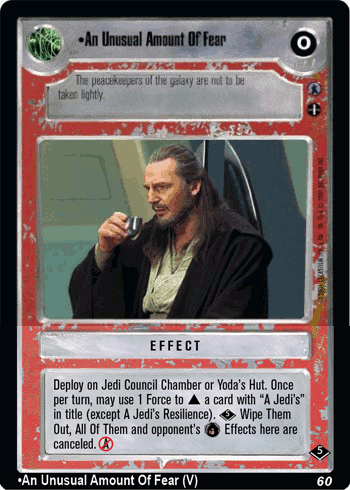 •An Unusual Amount Of Fear
O
The peacekeepers of the galaxy are not to
be taken lightly.
EFFECT
Deploy on Jedi Council Chamber or Yoda's Hut. Once
per turn, may use 1 Force to ▲ a card with “A Jedi's”
in title (except A Jedi's Resilience). Wipe Them
Out, All Of Them and opponent's Effects here are
canceled. A
5
•An Unusual Amount Of Fear (V)
60